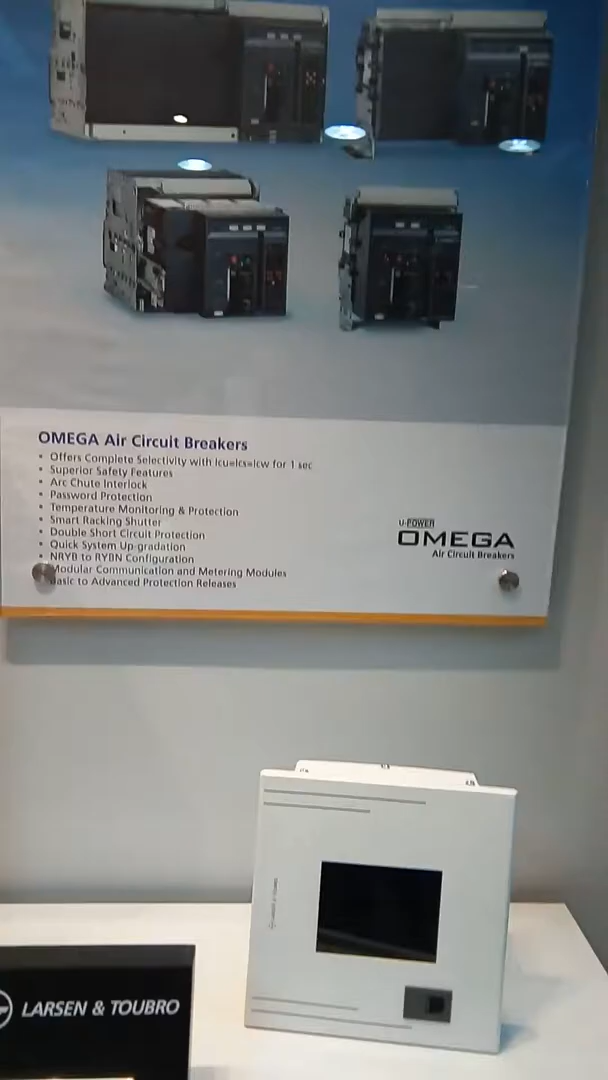 OMEGA Air Circuit Breakers
• Offers Complete Selectivity with Icu=Ics=Icw for 1 sec
• Superior Safety Features
• Arc Chute Interlock
• Password Protection
• Temperature Monitoring & Protection
• Smart Racking Shutter
• Double Short Circuit Protection
• Quick System Up-gradation
• NRYB to RYBN Configuration
Modular Communication and Metering Modules
Basic to Advanced Protection Releases
U-POWER
OMEGA
Air Circuit Breakers
LARSEN & TOUBRO